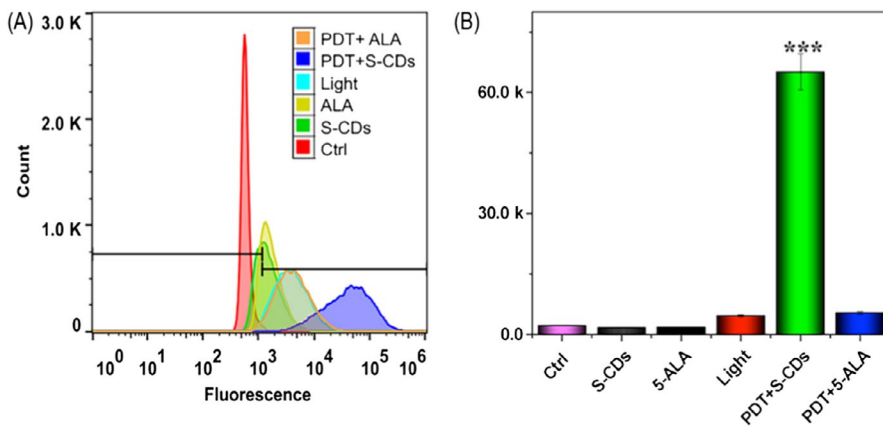 (A)
3.0 K
2.0 K
1.0 K
0
Count
PDT+ ALA
PDT+S-CDs
Light
ALA
S-CDs
Ctrl
10^0 10^1 10^2 10^3 10^4 10^5 10^6
Fluorescence
(B)
60.0 k
30.0 k
0.0
***
Ctrl
S-CDs
5-ALA
Light
PDT+S-CDs
PDT+5-ALA